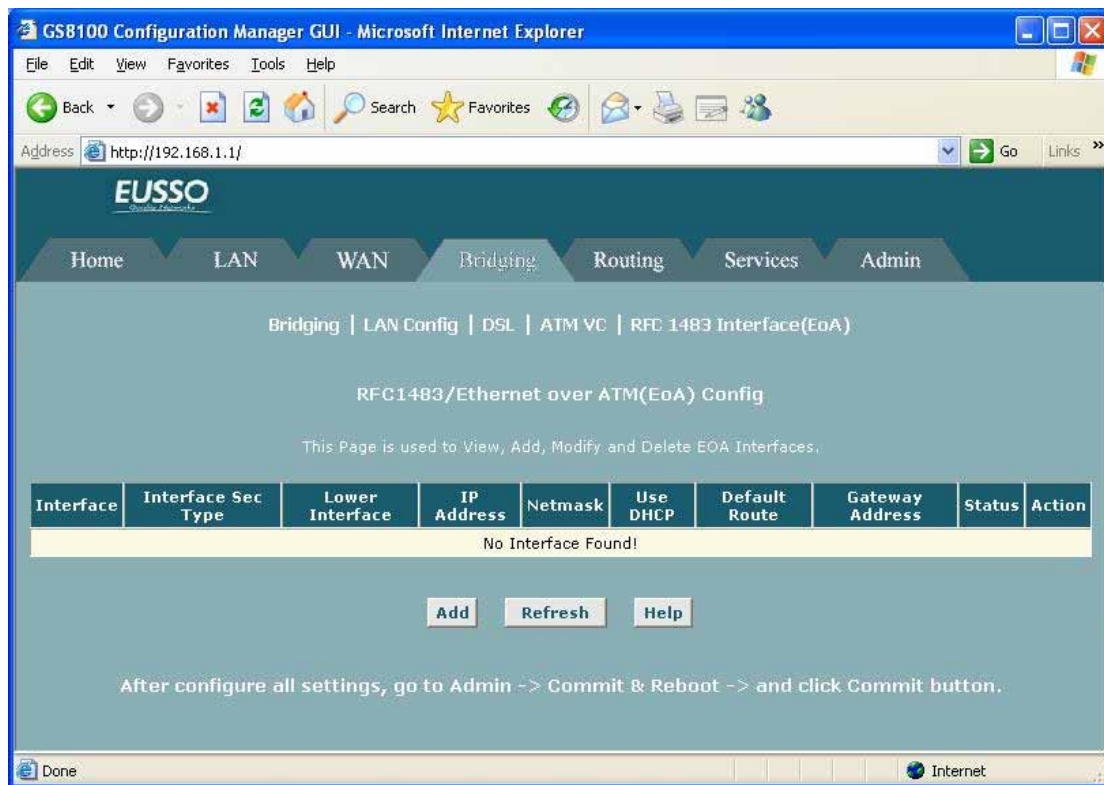 GS8100 Configuration Manager GUI - Microsoft Internet Explorer
File Edit View Favorites Tools Help
Back Search Favorites
Address http://192.168.1.1/ Go Links »
EUSSO
Home LAN WAN Bridging Routing Services Admin
Bridging | LAN Config | DSL | ATM VC | RFC 1483 Interface(EoA)
RFC1483/Ethernet over ATM(EoA) Config
This Page is used to View, Add, Modify and Delete EOA Interfaces.
Interface Interface Sec Type Lower Interface IP Address Netmask Use DHCP Default Route Gateway Address Status Action
No Interface Found!
Add Refresh Help
After configure all settings, go to Admin -> Commit & Reboot -> and click Commit button.
Done Internet